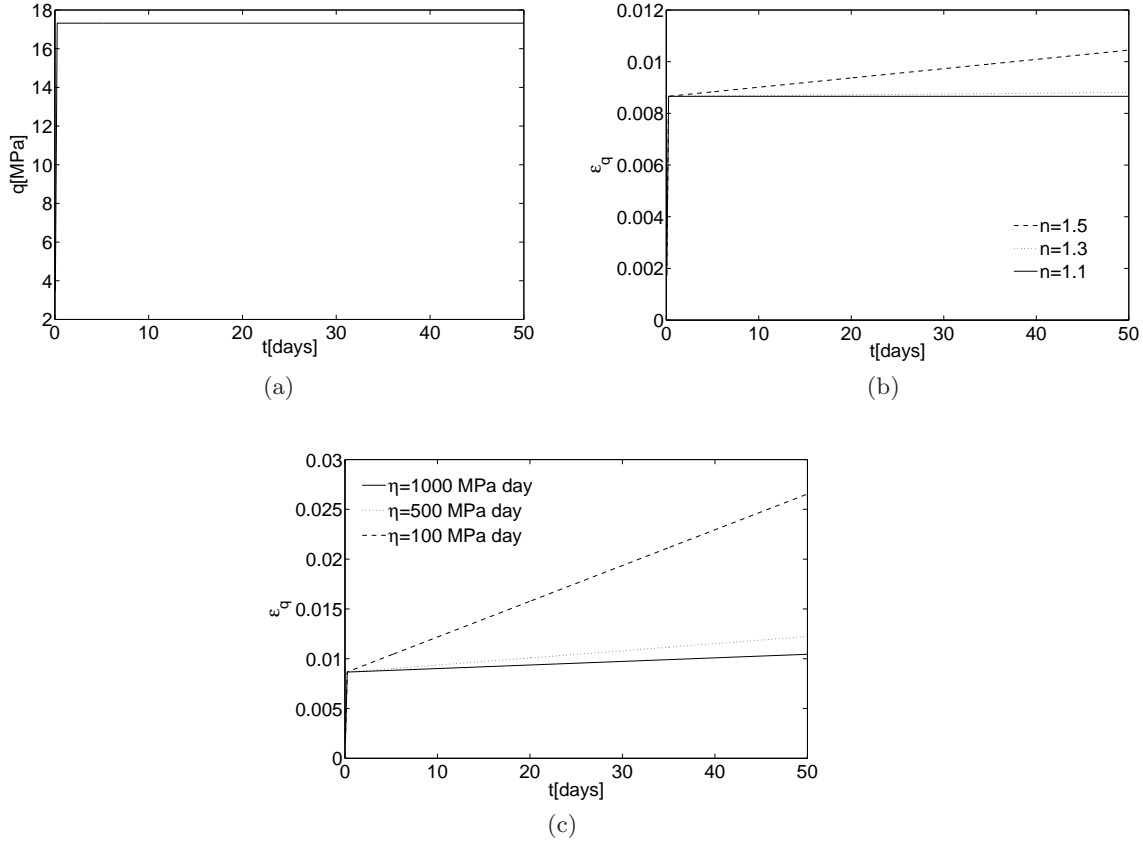 18
16
14
12
10
8
6
4
2
q[MPa]
0 10 20 30 40 50
t[days]
(a)
0.012
0.01
0.008
0.006
0.004
0.002
0
ε_q
n=1.5
n=1.3
n=1.1
0 10 20 30 40 50
t[days]
(b)
0.03
0.025
0.02
0.015
0.01
0.005
0
ε_q
η=1000 MPa day
η=500 MPa day
η=100 MPa day
0 10 20 30 40 50
t[days]
(c)